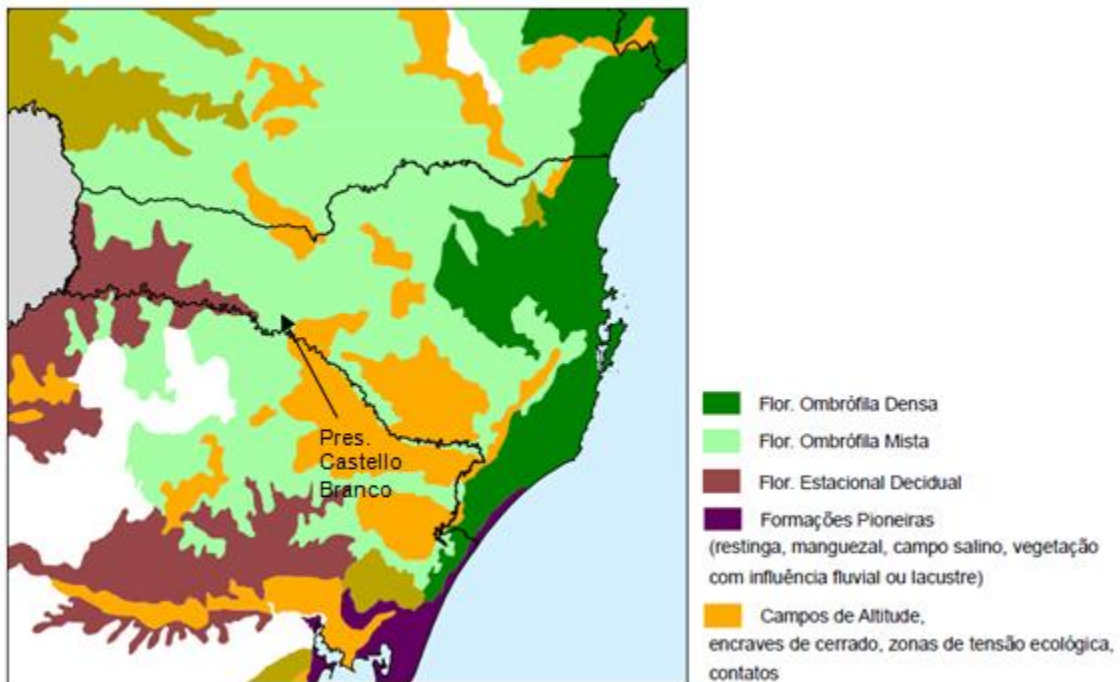 Pres.
Castello
Branco
Flor. Ombrófila Densa
Flor. Ombrófila Mista
Flor. Estacional Decidual
Formações Pioneiras
(restinga, manguezal, campo salino, vegetação
com influência fluvial ou lacustre)
Campos de Altitude,
encraves de cerrado, zonas de tensão ecológica,
contatos